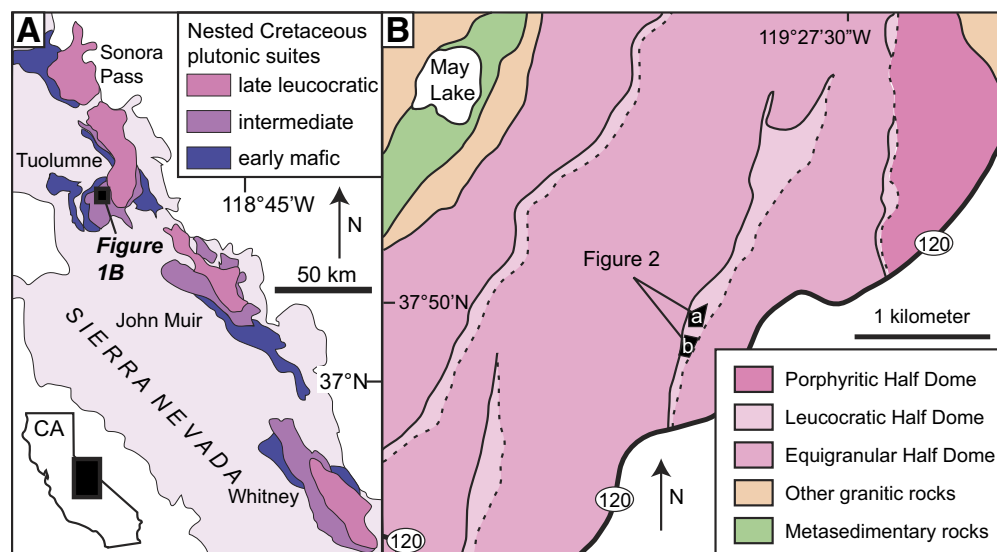 A
Sonora
Pass
Nested Cretaceous
plutonic suites
late leucocratic
intermediate
early mafic
Tuolumne
118°45'W
N
Figure
1B
50 km
John Muir
SIERRA NEVADA
37°N
CA
Whitney
B
May
Lake
119°27'30"W
120
Figure 2
37°50'N
a
b
1 kilometer
Porphyritic Half Dome
Leucocratic Half Dome
Equigranular Half Dome
Other granitic rocks
Metasedimentary rocks
N
120
120